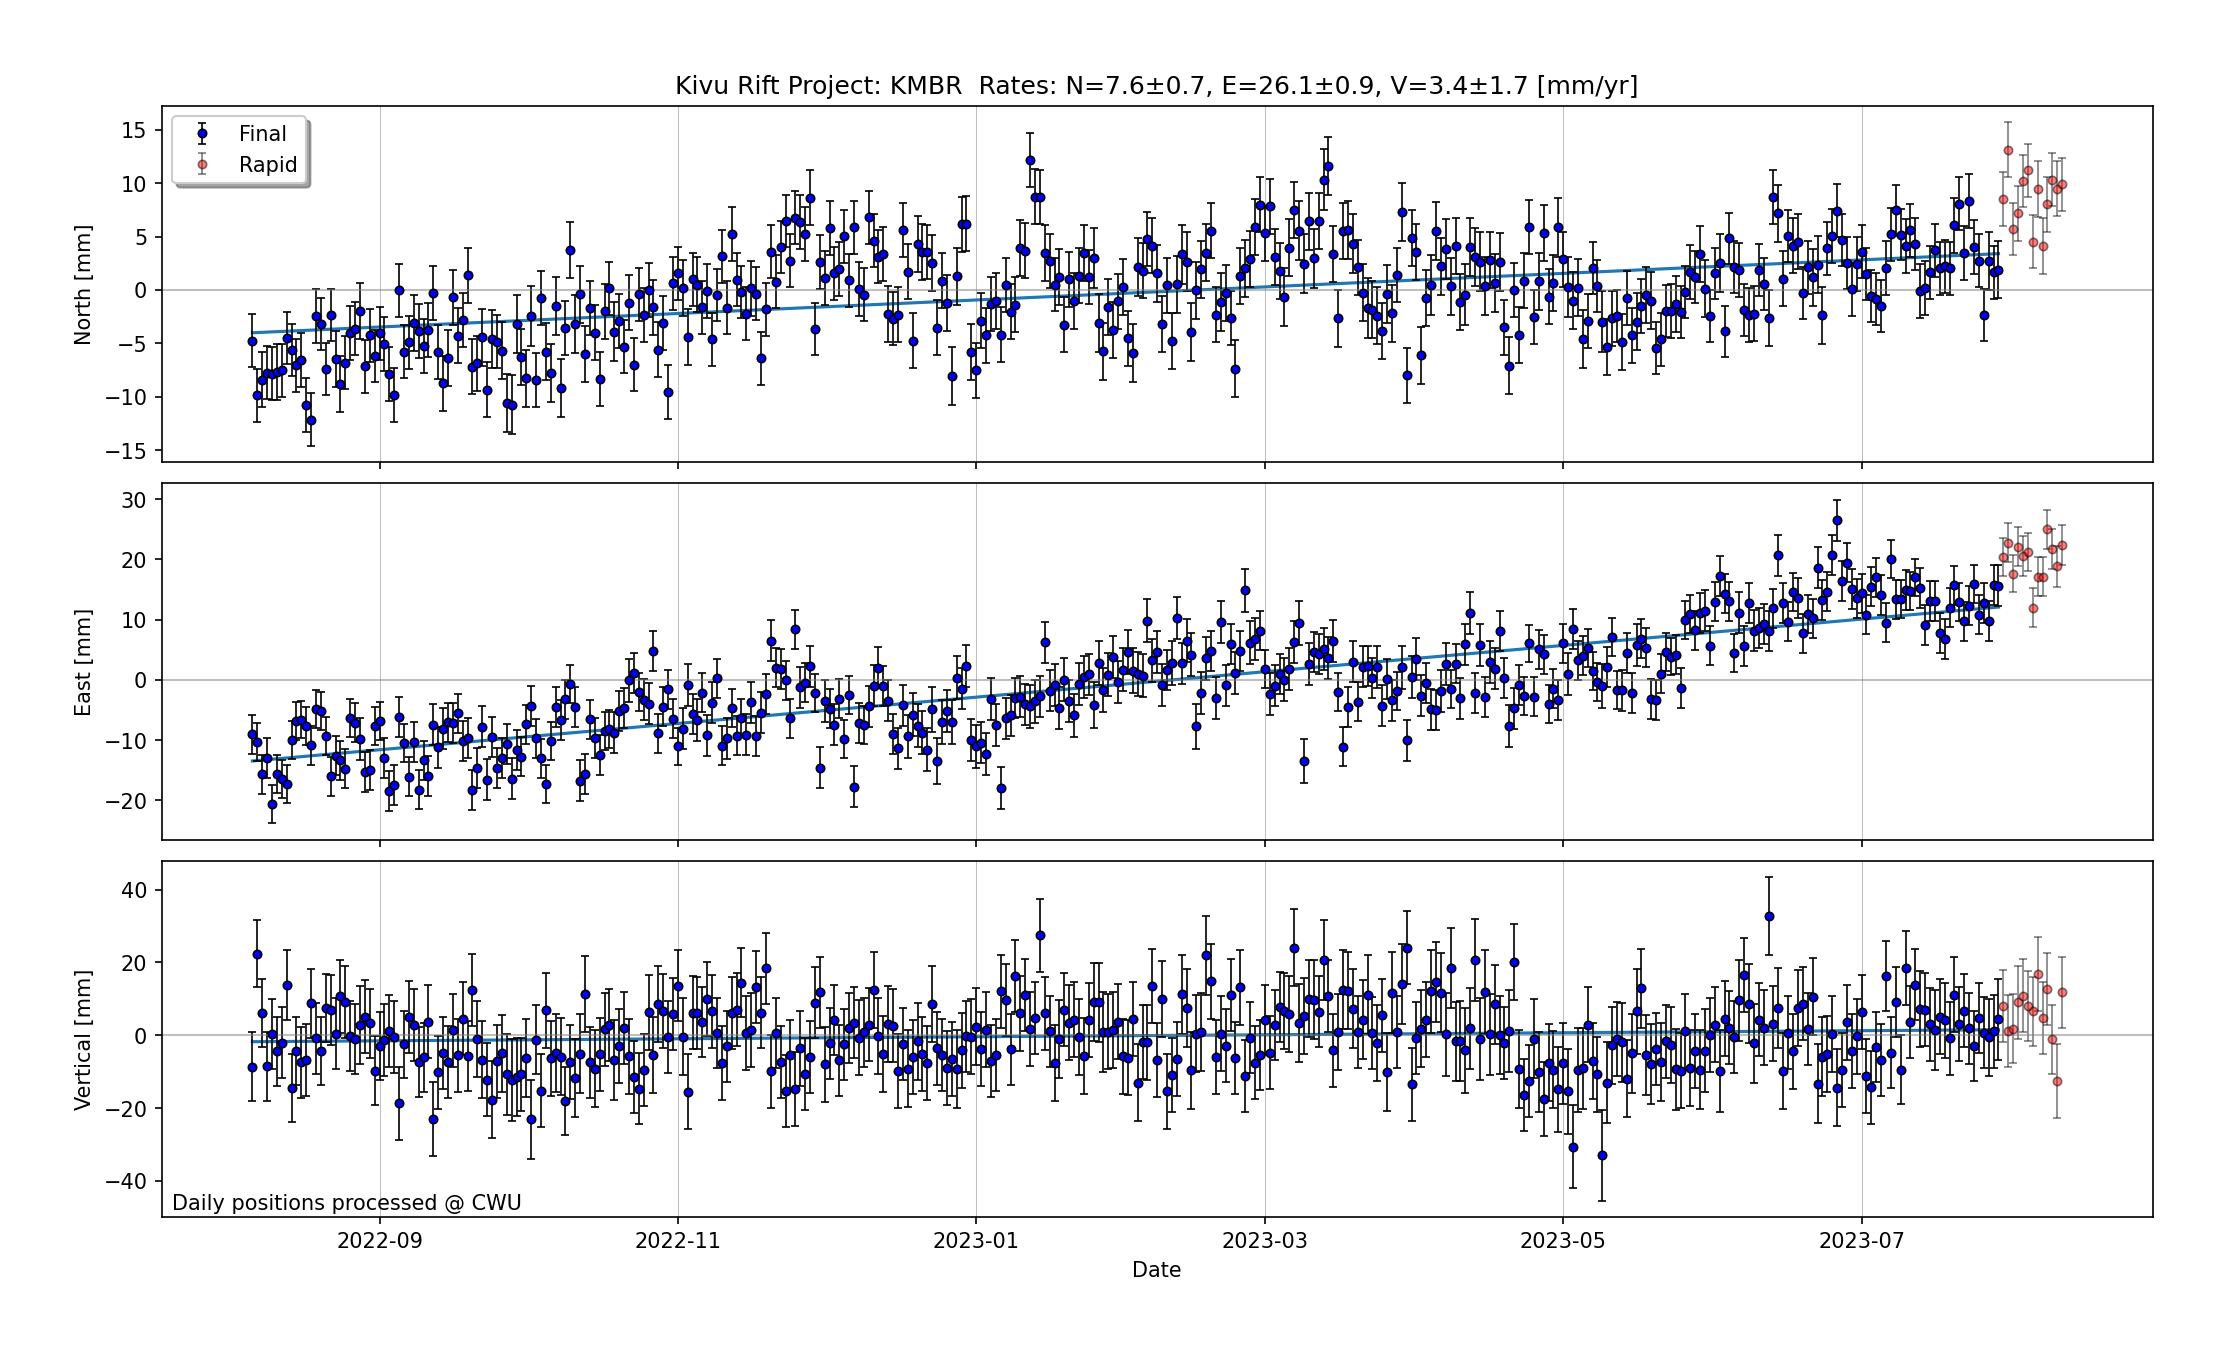 Kivu Rift Project: KMBR  Rates: N=7.6±0.7, E=26.1±0.9, V=3.4±1.7 [mm/yr]
Final
Rapid
North [mm]
15
10
5
0
−5
−10
−15
East [mm]
30
20
10
0
−10
−20
Vertical [mm]
40
20
0
−20
−40
Daily positions processed @ CWU
2022-09 2022-11 2023-01 2023-03 2023-05 2023-07
Date